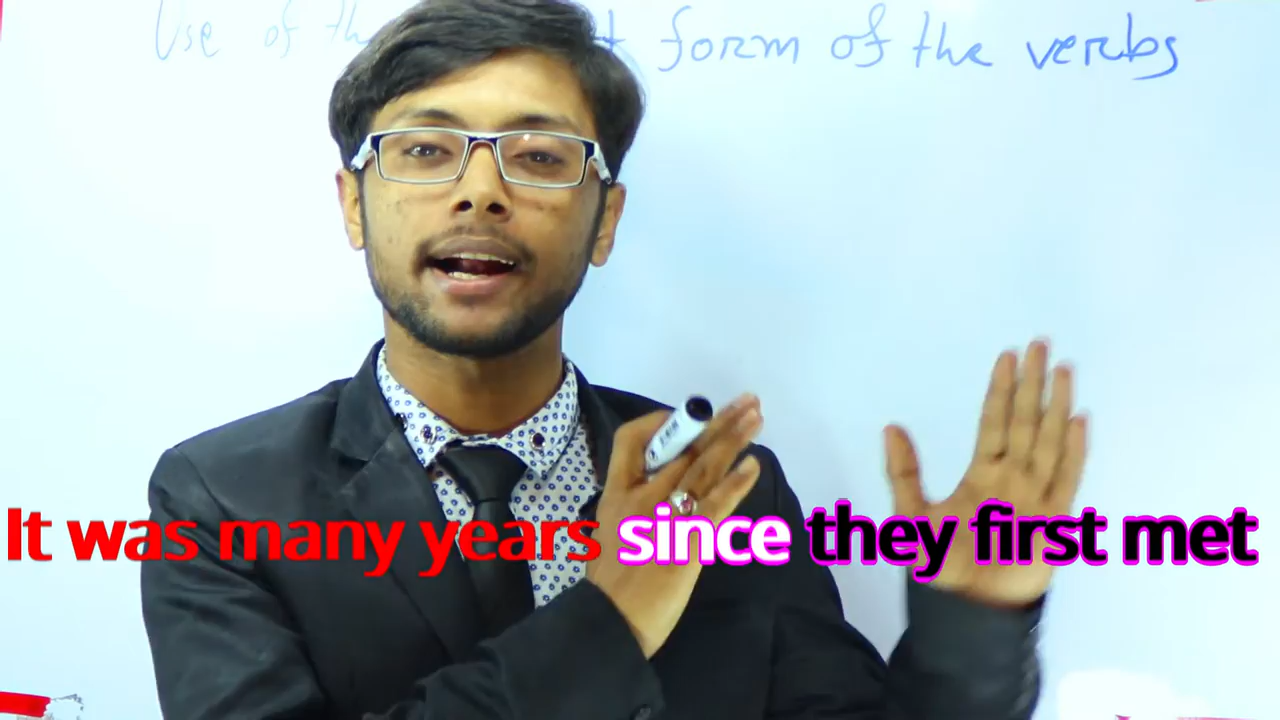 Use of the t form of the verbs
It was many years since they first met